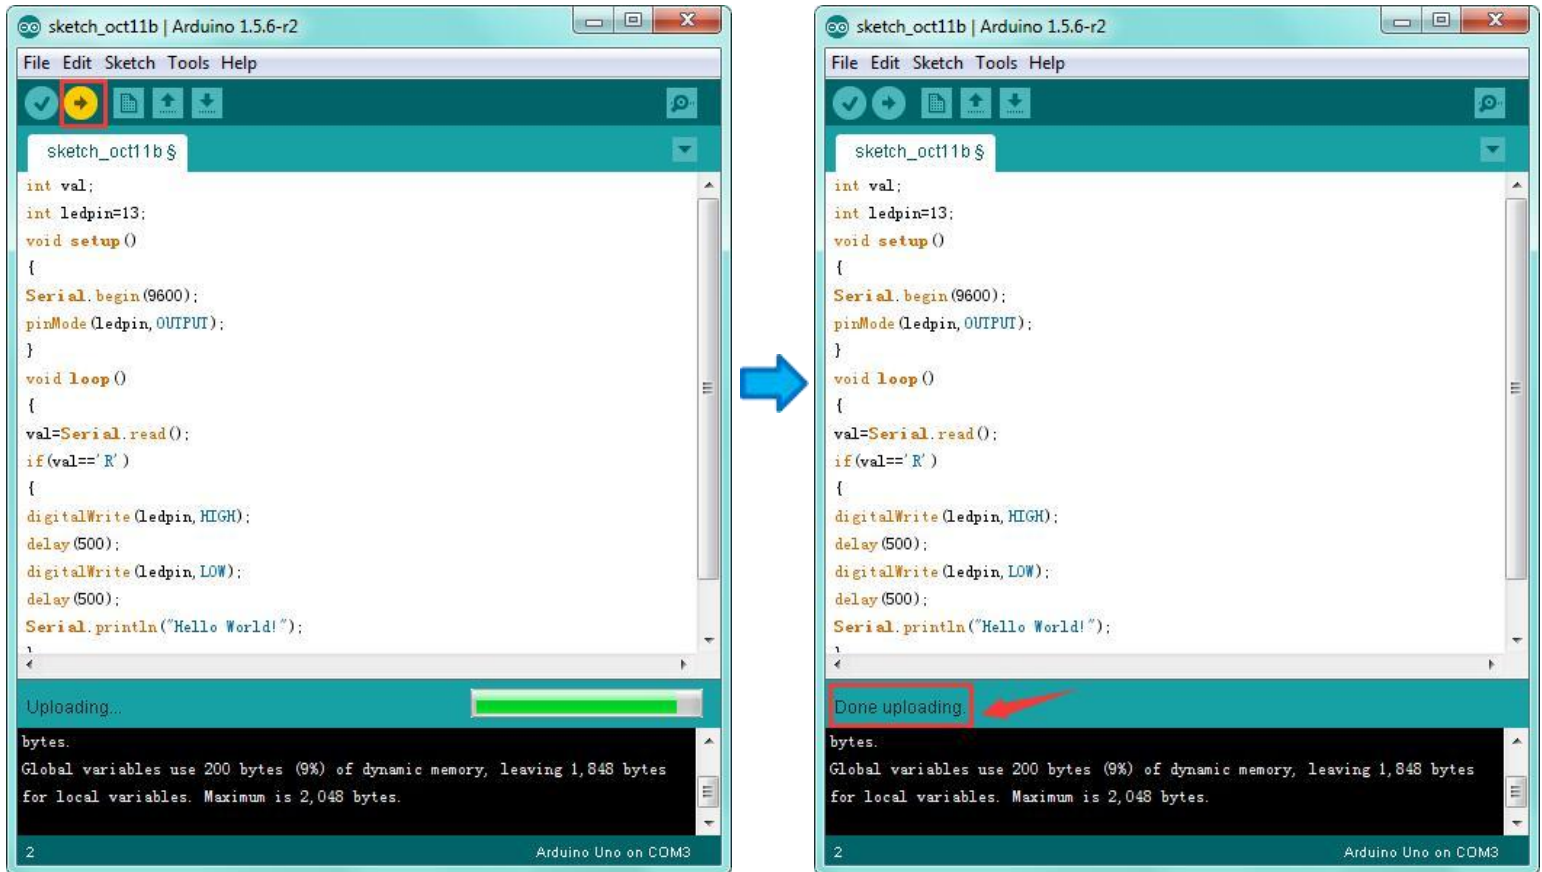 sketch_oct11b | Arduino 1.5.6-r2
File Edit Sketch Tools Help
sketch_oct11b §
int val;
int ledpin=13;
void setup()
{
Serial.begin(9600);
pinMode(ledpin,OUTPUT);
}
void loop()
{
val=Serial.read();
if(val=='R')
{
digitalWrite(ledpin,HIGH);
delay(500);
digitalWrite(ledpin,LOW);
delay(500);
Serial.println("Hello World!");
Uploading...
bytes.
Global variables use 200 bytes (9%) of dynamic memory, leaving 1,848 bytes
for local variables. Maximum is 2,048 bytes.
2
Arduino Uno on COM3
sketch_oct11b | Arduino 1.5.6-r2
File Edit Sketch Tools Help
sketch_oct11b §
int val;
int ledpin=13;
void setup()
{
Serial.begin(9600);
pinMode(ledpin,OUTPUT);
}
void loop()
{
val=Serial.read();
if(val=='R')
{
digitalWrite(ledpin,HIGH);
delay(500);
digitalWrite(ledpin,LOW);
delay(500);
Serial.println("Hello World!");
Done uploading.
bytes.
Global variables use 200 bytes (9%) of dynamic memory, leaving 1,848 bytes
for local variables. Maximum is 2,048 bytes.
2
Arduino Uno on COM3